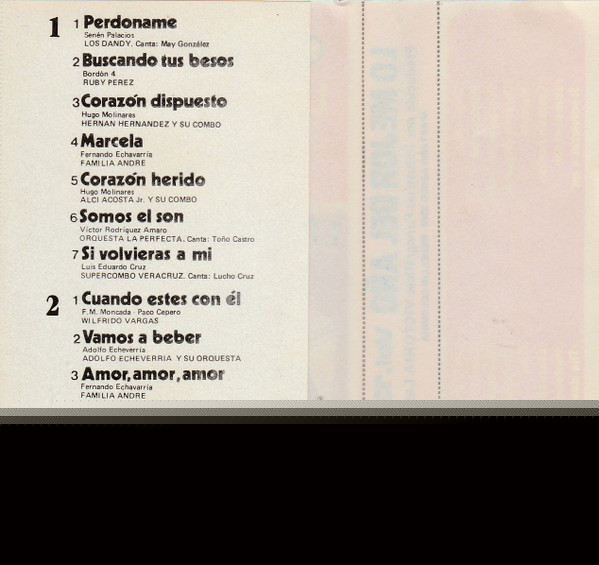 1
1 Perdoname
Senén Palacios
LOS DANDY. Canta: May González
2 Buscando tus besos
Bordón 4
RUBY PEREZ
3 Corazón dispuesto
Hugo Molinares
HERNAN HERNANDEZ Y SU COMBO
4 Marcela
Fernando Echavarría
FAMILIA ANDRE
5 Corazón herido
Hugo Molinares
ALCI ACOSTA Jr. Y SU COMBO
6 Somos el son
Víctor Rodríquez Amaro
ORQUESTA LA PERFECTA. Canta: Toño Castro
7 Si volvieras a mi
Luis Eduardo Cruz
SUPERCOMBO VERACRUZ. Canta: Lucho Cruz
2
1 Cuando estes con él
F.M. Moncada - Paco Cepero
WILFRIDO VARGAS
2 Vamos a beber
Adolfo Echeverría
ADOLFO ECHEVERRIA Y SU ORQUESTA
3 Amor, amor, amor
Fernando Echavarría
FAMILIA ANDRE
LO MEJOR DEL AÑO